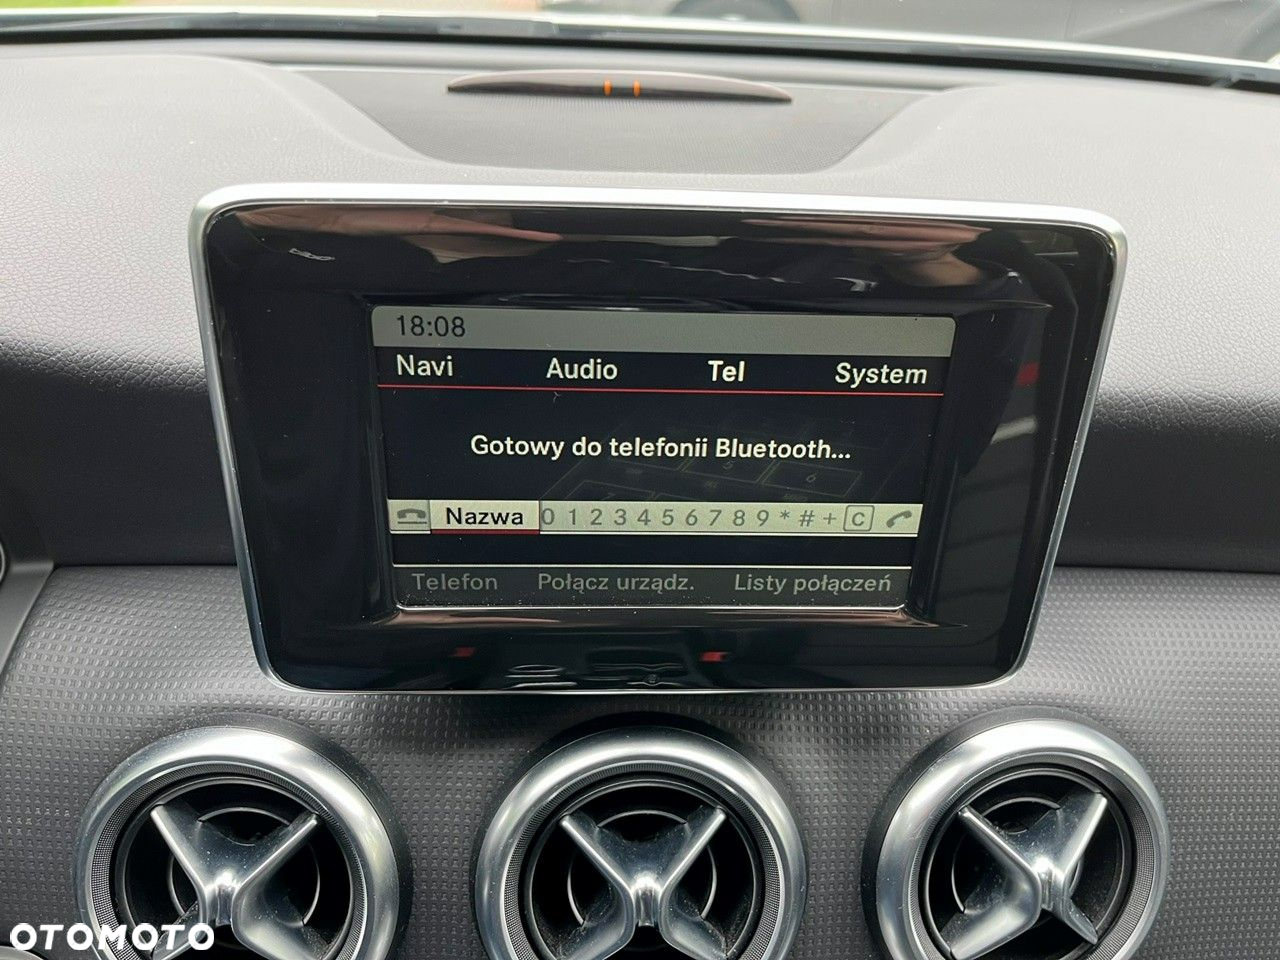 18:08
Navi Audio Tel System
Gotowy do telefonii Bluetooth...
Nazwa 0 1 2 3 4 5 6 7 8 9 * # + C
Telefon Połącz urządz. Listy połączeń
OTOMOTO